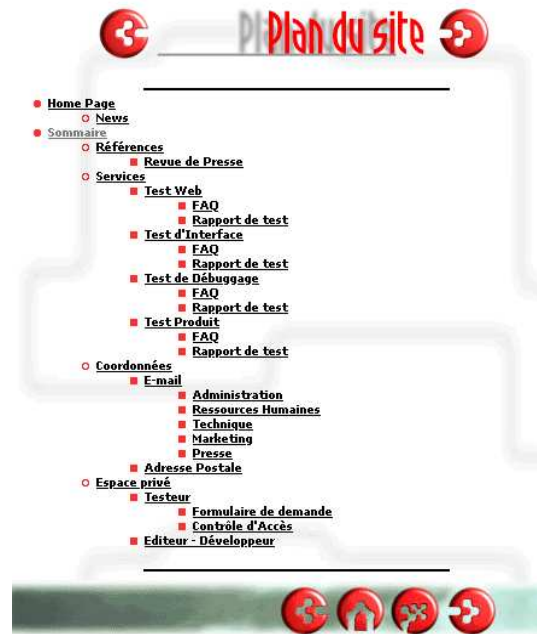 Plan du site
Home Page
News
Sommaire
Références
Revue de Presse
Services
Test Web
FAQ
Rapport de test
Test d'Interface
FAQ
Rapport de test
Test de Débuggage
FAQ
Rapport de test
Test Produit
FAQ
Rapport de test
Coordonnées
E-mail
Administration
Ressources Humaines
Technique
Marketing
Presse
Adresse Postale
Espace privé
Testeur
Formulaire de demande
Contrôle d'Accès
Editeur - Développeur